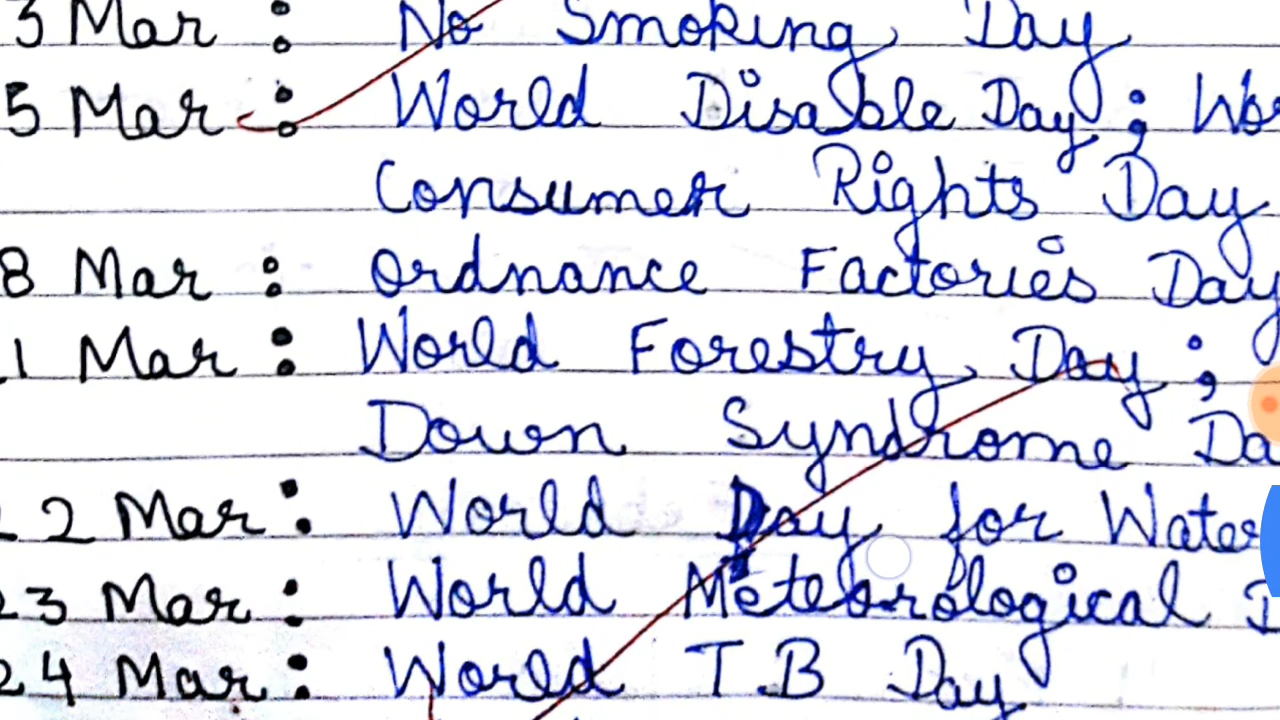 3 Mar : No Smoking Day
5 Mar : World Disable Day ; Wor
Consumer Rights Day
8 Mar : Ordnance Factories Day
1 Mar : World Forestry Day ;
Down Syndrome Da
22 Mar : World Day for Water
23 Mar : World Meteorological D
24 Mar : World T.B Day